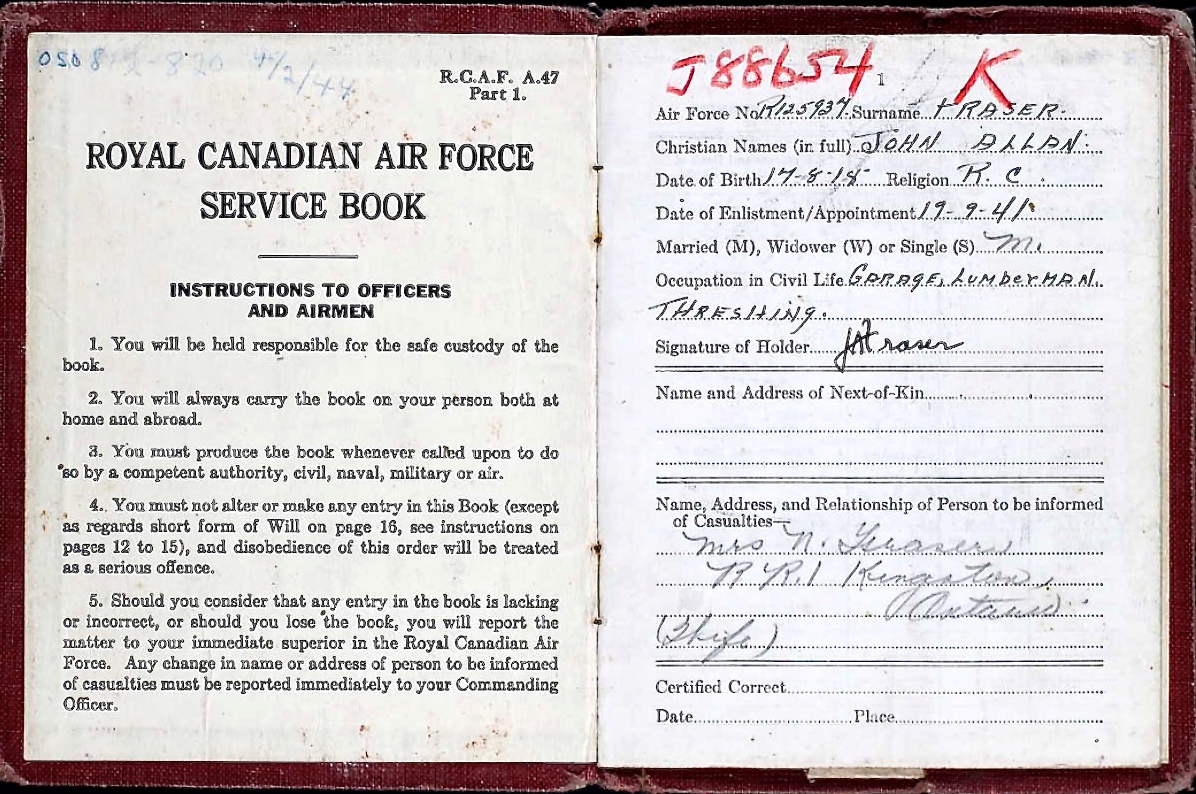 4/2/44
R.C.A.F. A.47
Part 1.
ROYAL CANADIAN AIR FORCE
SERVICE BOOK
INSTRUCTIONS TO OFFICERS
AND AIRMEN
1. You will be held responsible for the safe custody of the
book.
2. You will always carry the book on your person both at
home and abroad.
3. You must produce the book whenever called upon to do
so by a competent authority, civil, naval, military or air.
4. You must not alter or make any entry in this Book (except
as regards short form of Will on page 16, see instructions on
pages 12 to 15), and disobedience of this order will be treated
as a serious offence.
5. Should you consider that any entry in the book is lacking
or incorrect, or should you lose the book, you will report the
matter to your immediate superior in the Royal Canadian Air
Force. Any change in name or address of person to be informed
of casualties must be reported immediately to your Commanding
Officer.
J88654 1 K
Air Force No. R125937 Surname FRASER.
Christian Names (in full) JOHN ALLAN.
Date of Birth 17-8-18 Religion R.C.
Date of Enlistment/Appointment 19-9-41
Married (M), Widower (W) or Single (S) M.
Occupation in Civil Life GARAGE, LUMBERMAN.
THRESHING.
Signature of Holder JAFraser
Name and Address of Next-of-Kin
Name, Address, and Relationship of Person to be informed
of Casualties—
Mrs N. Fraser
R R.1 Kingston,
Ontario
(Wife)
Certified Correct
Date Place